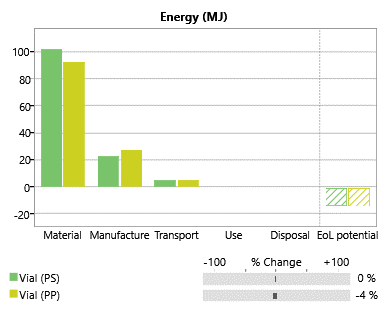 Energy (MJ)
100
80
60
40
20
0
-20
Material Manufacture Transport Use Disposal EoL potential
-100 % Change +100
Vial (PS) 0 %
Vial (PP) -4 %